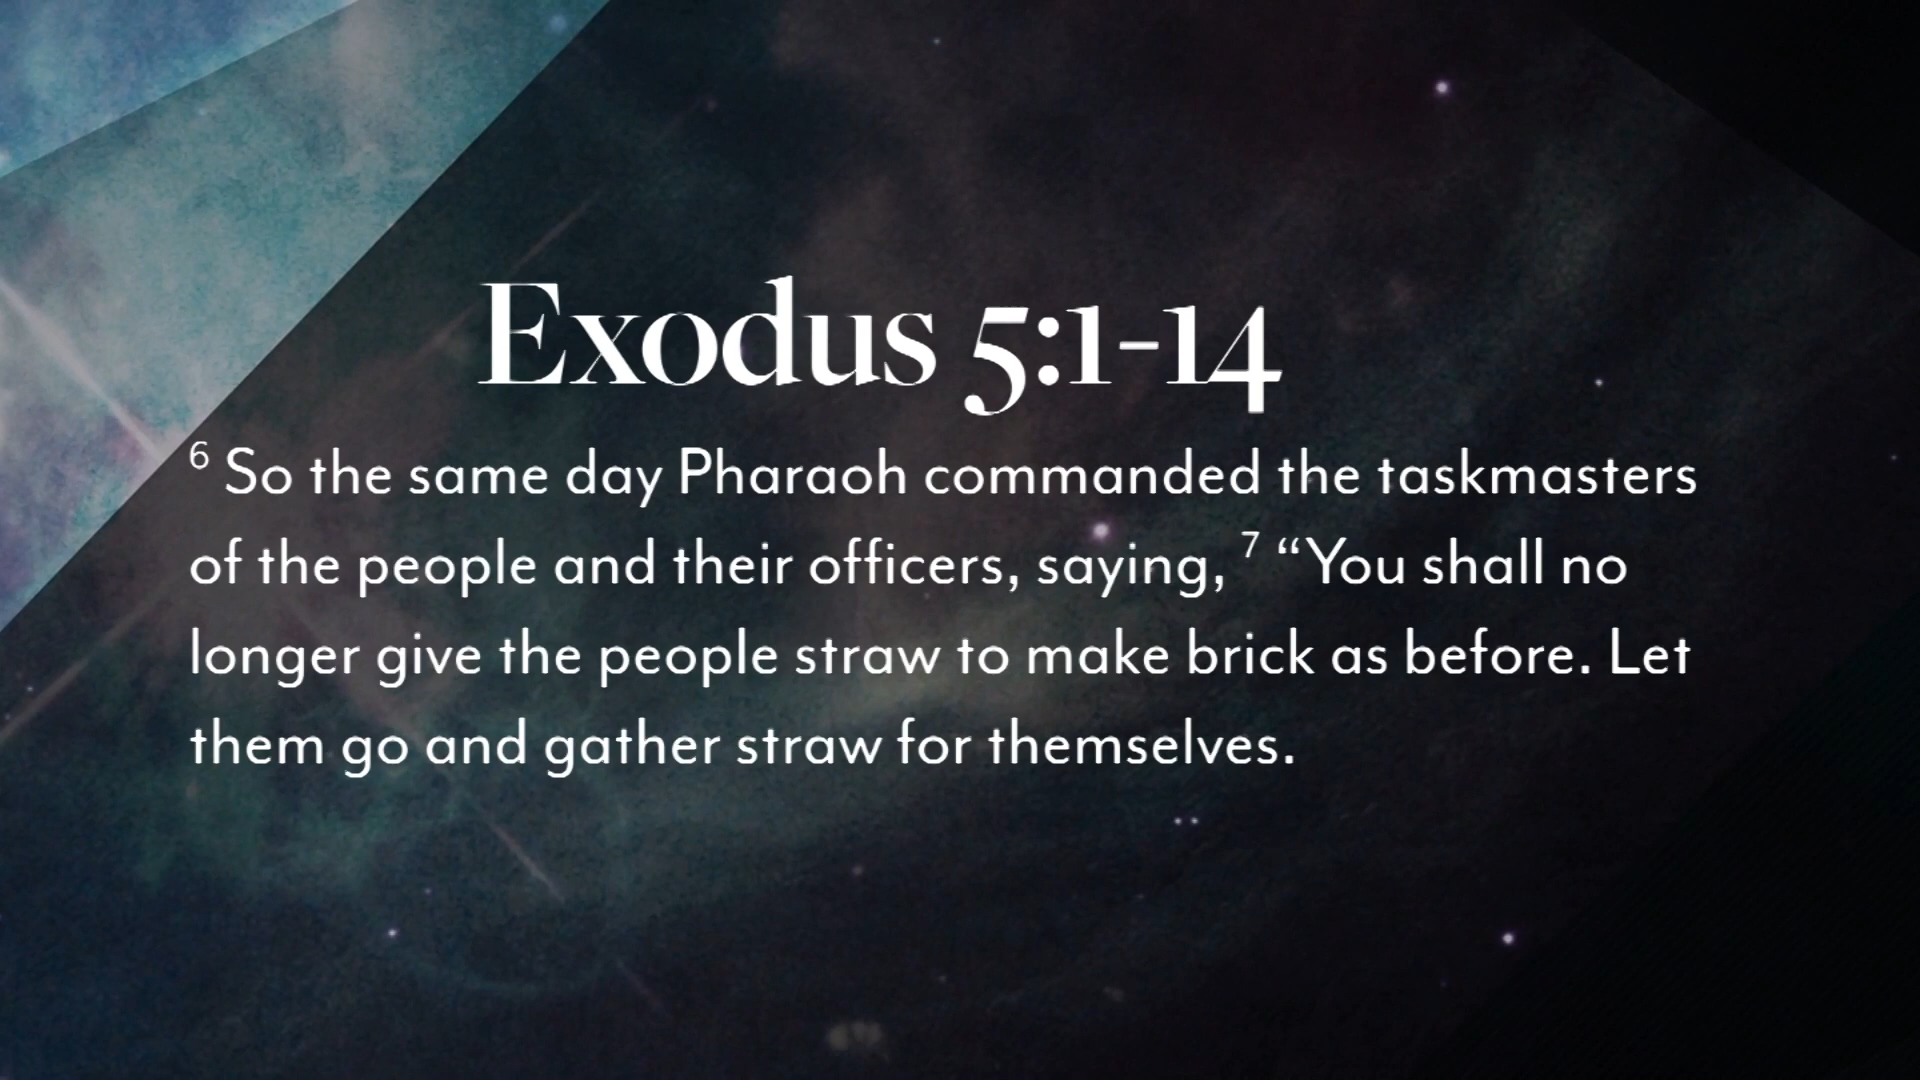 Exodus 5:1-14
6 So the same day Pharaoh commanded the taskmasters
of the people and their officers, saying, 7 “You shall no
longer give the people straw to make brick as before. Let
them go and gather straw for themselves.